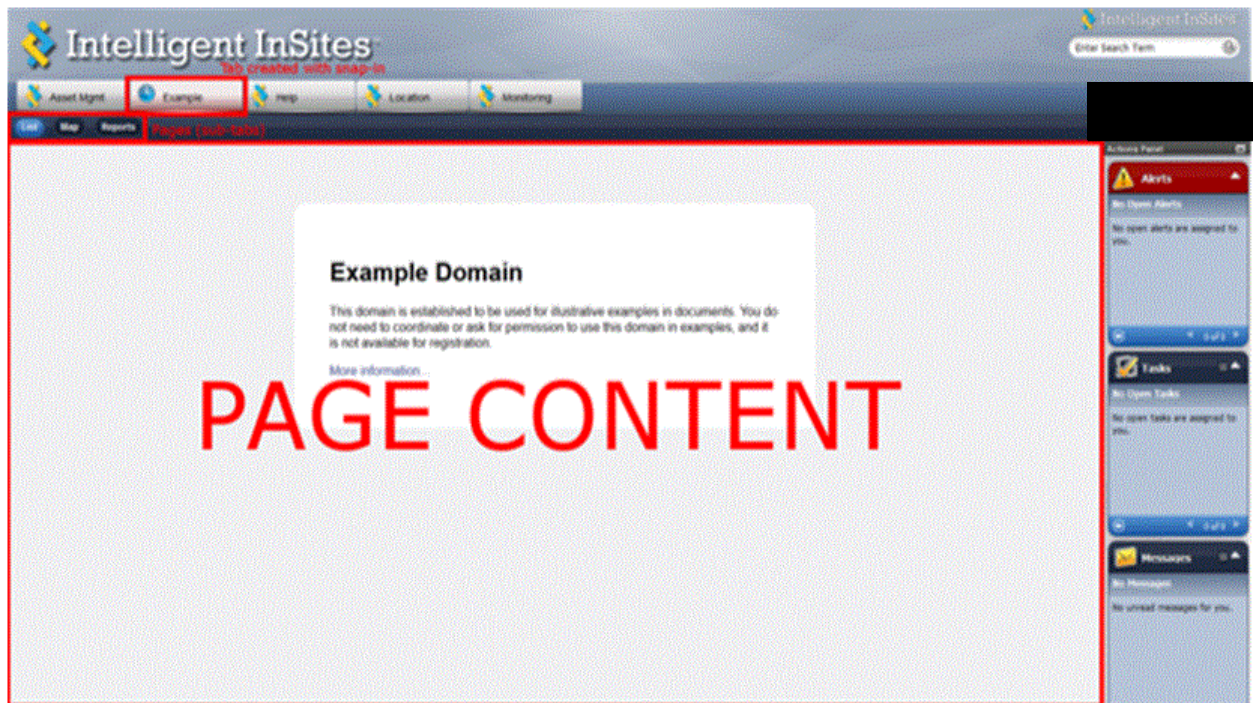 Intelligent InSites
Intelligent InSites
Enter Search Term
Tab created with snap-in
Asset Mgmt
Example
Help
Location
Monitoring
List
Map
Reports
Pages (sub-tabs)
Actions Panel
Alerts
No Open Alerts
No open alerts are assigned to
you.
Example Domain
This domain is established to be used for illustrative examples in documents. You do
not need to coordinate or ask for permission to use this domain in examples, and it
is not available for registration.
More information...
PAGE CONTENT
Tasks
No Open Tasks
No open tasks are assigned to
you.
Messages
No Messages
No unread messages for you.